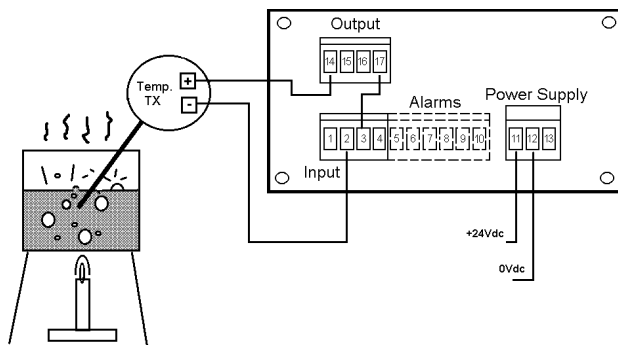 Output
14 15 16 17
Temp.
TX
+
-
Alarms
Power Supply
1 2 3 4 5 6 7 8 9 10
11 12 13
Input
+24Vdc
0Vdc